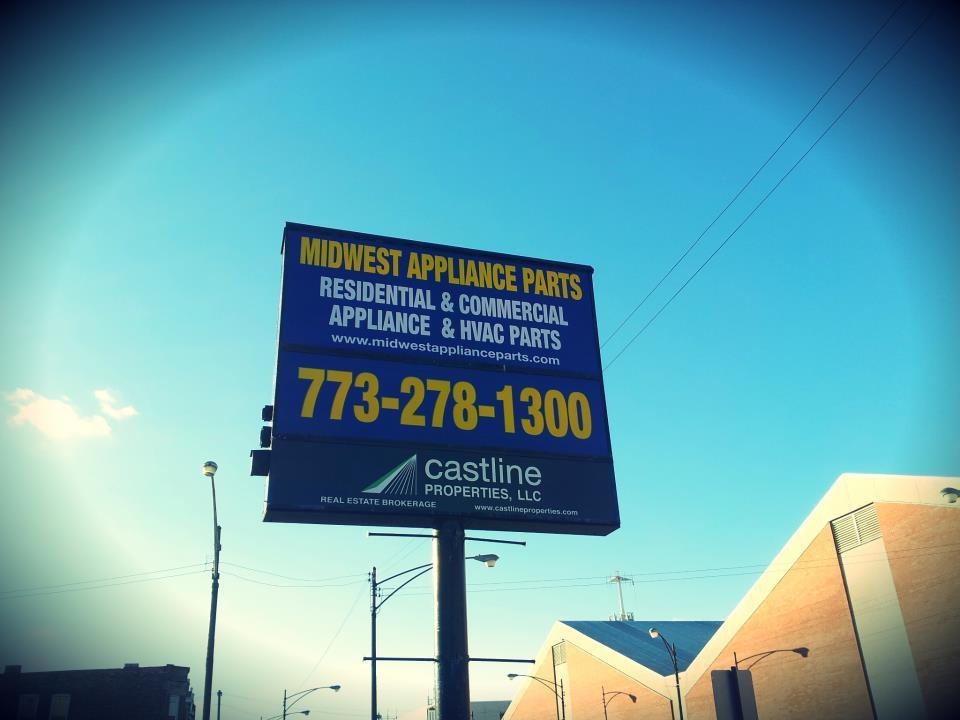 MIDWEST APPLIANCE PARTS
RESIDENTIAL & COMMERCIAL
APPLIANCE & HVAC PARTS
www.midwestapplianceparts.com
773-278-1300
castline
PROPERTIES, LLC
REAL ESTATE BROKERAGE www.castlineproperties.com